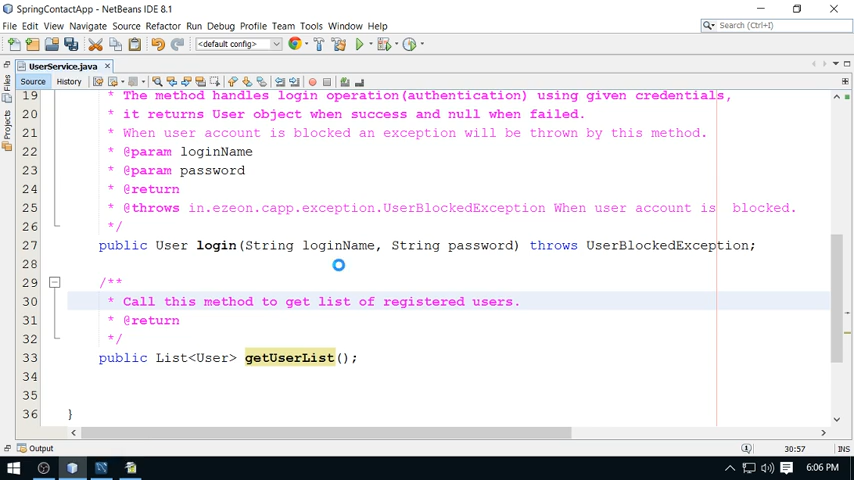 SpringContactApp - NetBeans IDE 8.1
File Edit View Navigate Source Refactor Run Debug Profile Team Tools Window Help
Search (Ctrl+I)
<default config>
UserService.java
Source History
Files
Projects
19 * The method handles login operation(authentication) using given credentials,
20 * it returns User object when success and null when failed.
21 * When user account is blocked an exception will be thrown by this method.
22 * @param loginName
23 * @param password
24 * @return
25 * @throws in.ezeon.capp.exception.UserBlockedException When user account is  blocked.
26 */
27 public User login(String loginName, String password) throws UserBlockedException;
28
29 /**
30 * Call this method to get list of registered users.
31 * @return
32 */
33 public List<User> getUserList();
34
35
36 }
Output
30:57 INS
6:06 PM